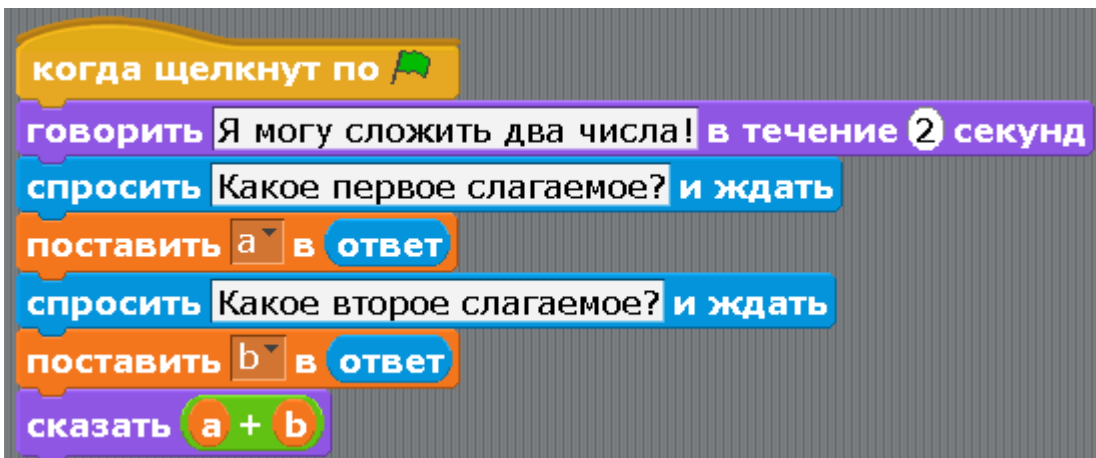 когда щелкнут по
говорить Я могу сложить два числа! в течение 2 секунд
спросить Какое первое слагаемое? и ждать
поставить a в ответ
спросить Какое второе слагаемое? и ждать
поставить b в ответ
сказать a + b